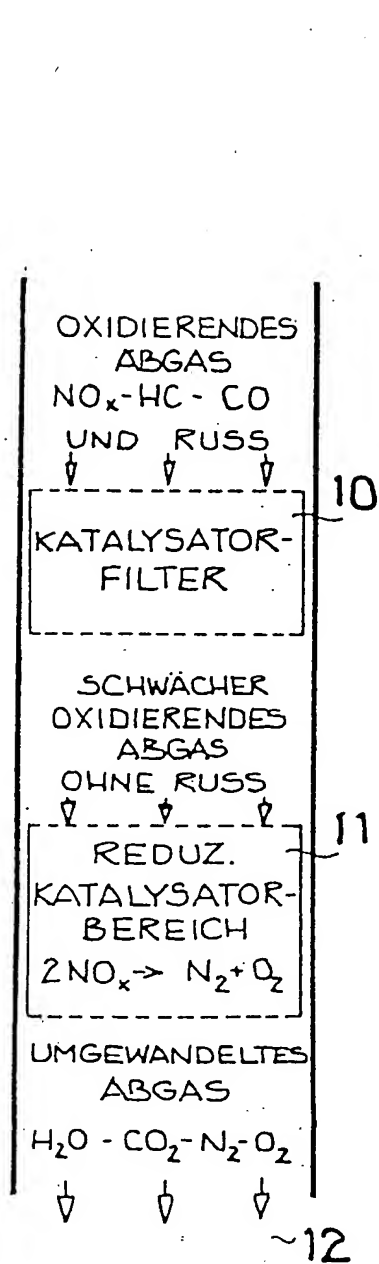 OXIDIERENDES
ABGAS
NOₓ-HC - CO
UND RUSS
10
KATALYSATOR-
FILTER
SCHWÄCHER
OXIDIERENDES
ABGAS
OHNE RUSS
11
REDUZ.
KATALYSATOR-
BEREICH
2NOₓ→ N₂+O₂
UMGEWANDELTES
ABGAS
H₂O - CO₂-N₂-O₂
~12